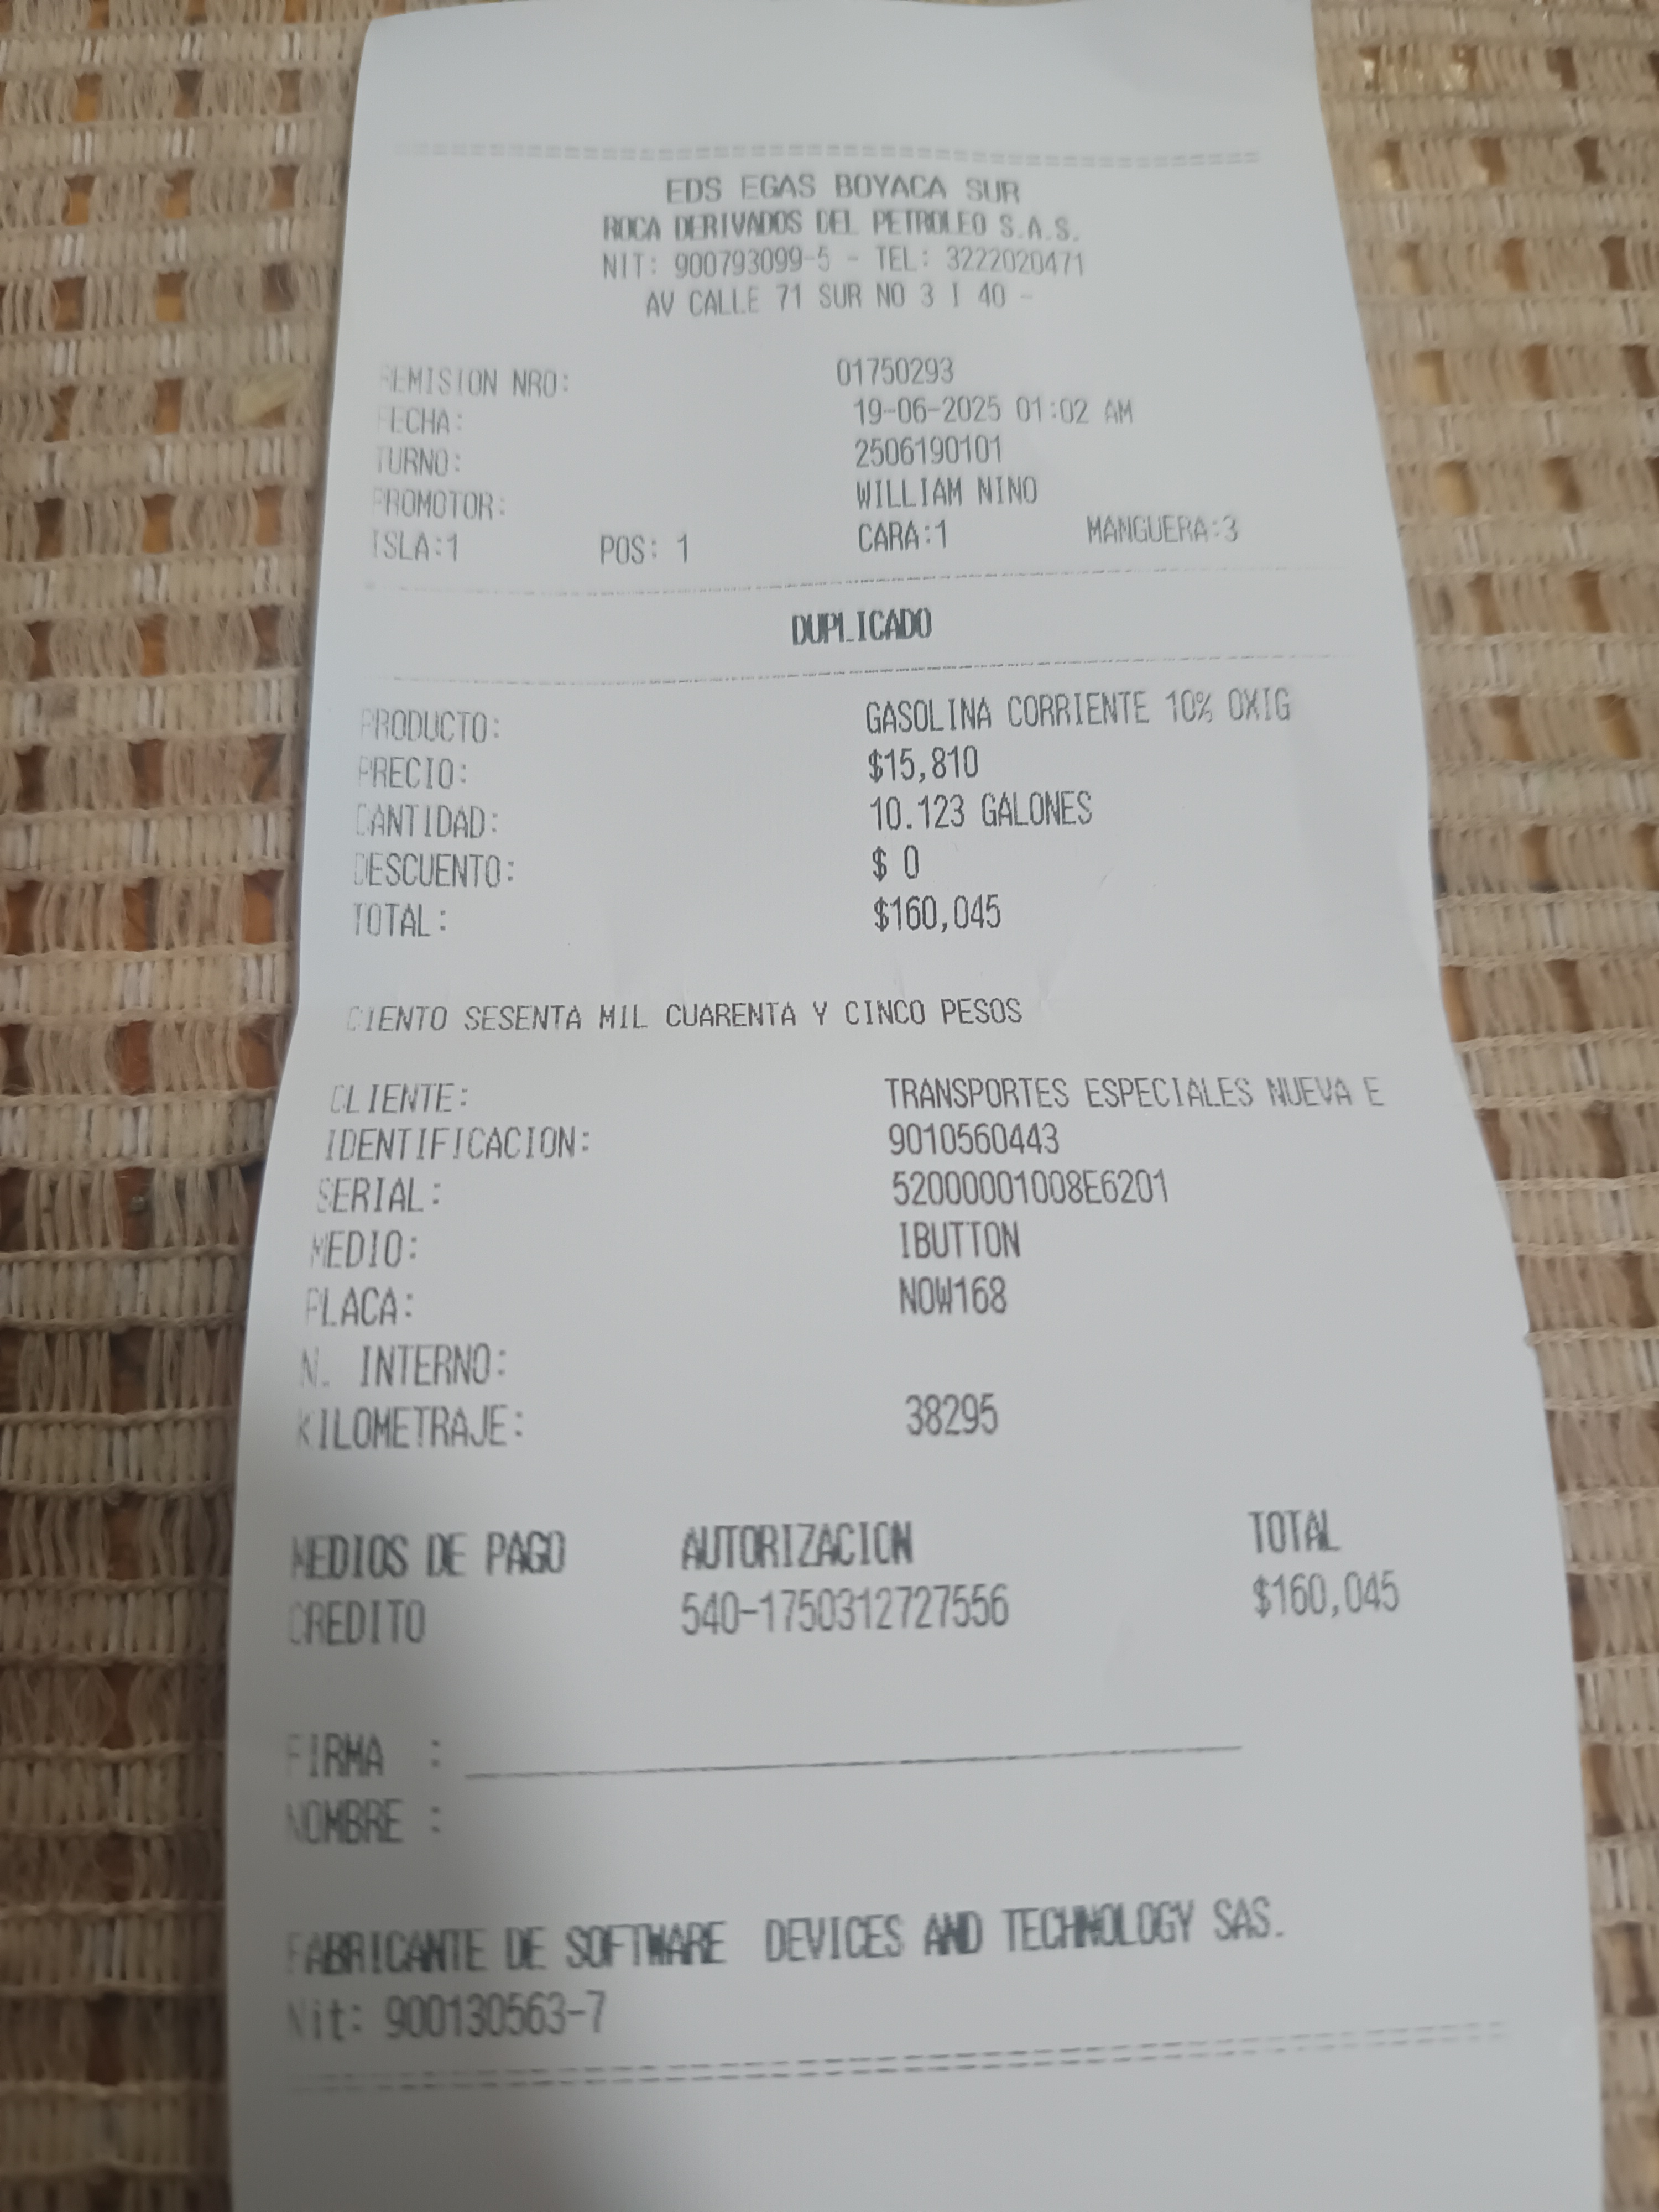 EDS EGAS BOYACA SUR
ROCA DERIVADOS DEL PETROLEO S.A.S.
NIT: 900793099-5 - TEL: 3222020471
AV CALLE 71 SUR NO 3 I 40 -
REMISION NRO: 01750293
FECHA: 19-06-2025 01:02 AM
TURNO: 2506190101
PROMOTOR: WILLIAM NINO
ISLA:1 POS: 1 CARA:1 MANGUERA:3
DUPLICADO
PRODUCTO: GASOLINA CORRIENTE 10% OXIG
PRECIO: $15,810
CANTIDAD: 10.123 GALONES
DESCUENTO: $ 0
TOTAL: $160,045
CIENTO SESENTA MIL CUARENTA Y CINCO PESOS
CLIENTE: TRANSPORTES ESPECIALES NUEVA E
IDENTIFICACION: 9010560443
SERIAL: 52000001008E6201
MEDIO: IBUTTON
PLACA: NOW168
N. INTERNO:
KILOMETRAJE: 38295
MEDIOS DE PAGO AUTORIZACION TOTAL
CREDITO 540-1750312727556 $160,045
FIRMA :
NOMBRE :
FABRICANTE DE SOFTWARE DEVICES AND TECHNOLOGY SAS.
Nit: 900130563-7